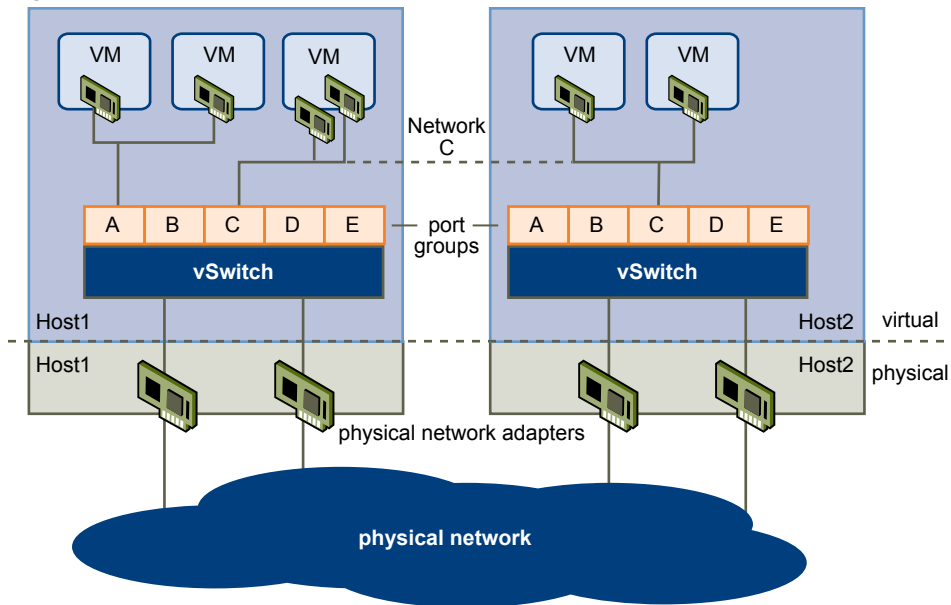 VM
VM
VM
VM
VM
Network
C
A
B
C
D
E
port
groups
A
B
C
D
E
vSwitch
vSwitch
Host1
Host2
virtual
Host1
Host2
physical
physical network adapters
physical network